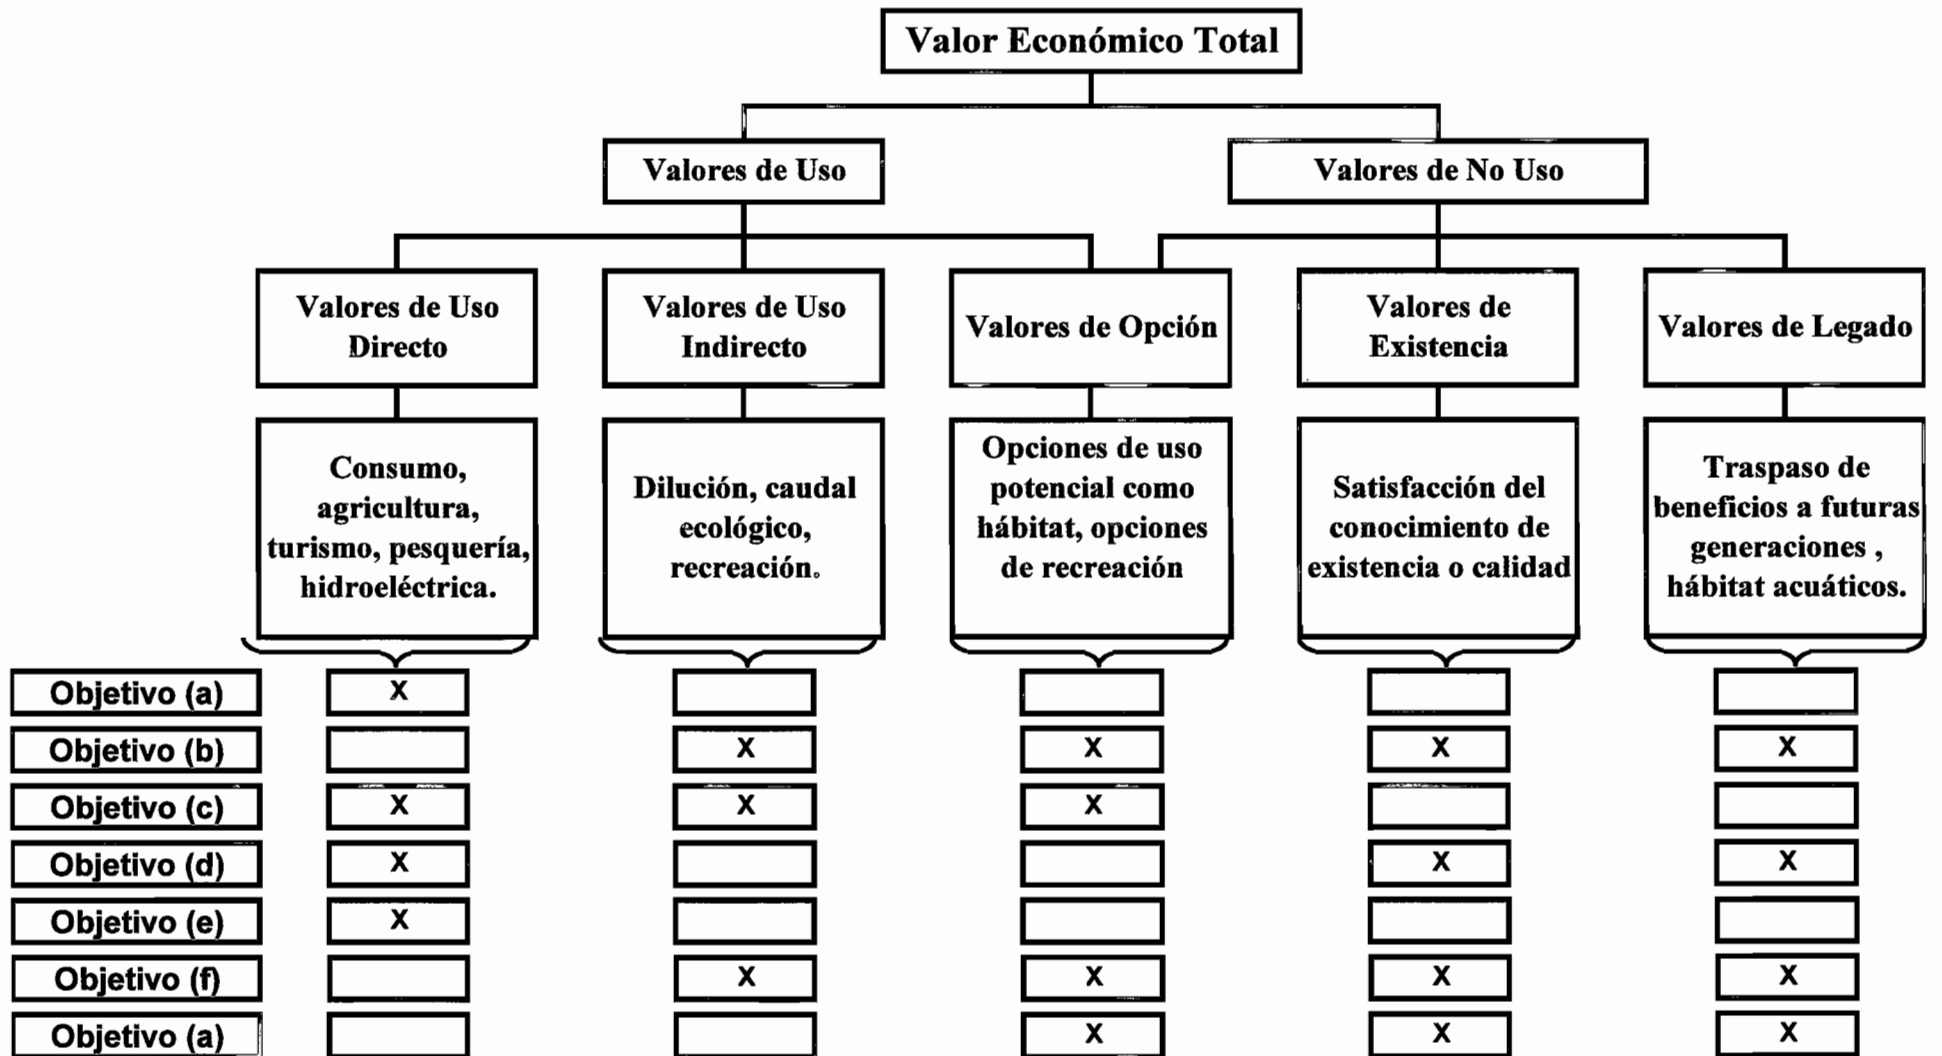 Valor Económico Total
Valores de Uso
Valores de No Uso
Valores de Uso
Directo
Valores de Uso
Indirecto
Valores de Opción
Valores de
Existencia
Valores de Legado
Consumo,
agricultura,
turismo, pesquería,
hidroeléctrica.
Dilución, caudal
ecológico,
recreación.
Opciones de uso
potencial como
hábitat, opciones
de recreación
Satisfacción del
conocimiento de
existencia o calidad
Traspaso de
beneficios a futuras
generaciones ,
hábitat acuáticos.
Objetivo (a) X
Objetivo (b) X X X X
Objetivo (c) X X X
Objetivo (d) X X X
Objetivo (e) X
Objetivo (f) X X X X
Objetivo (a) X X X